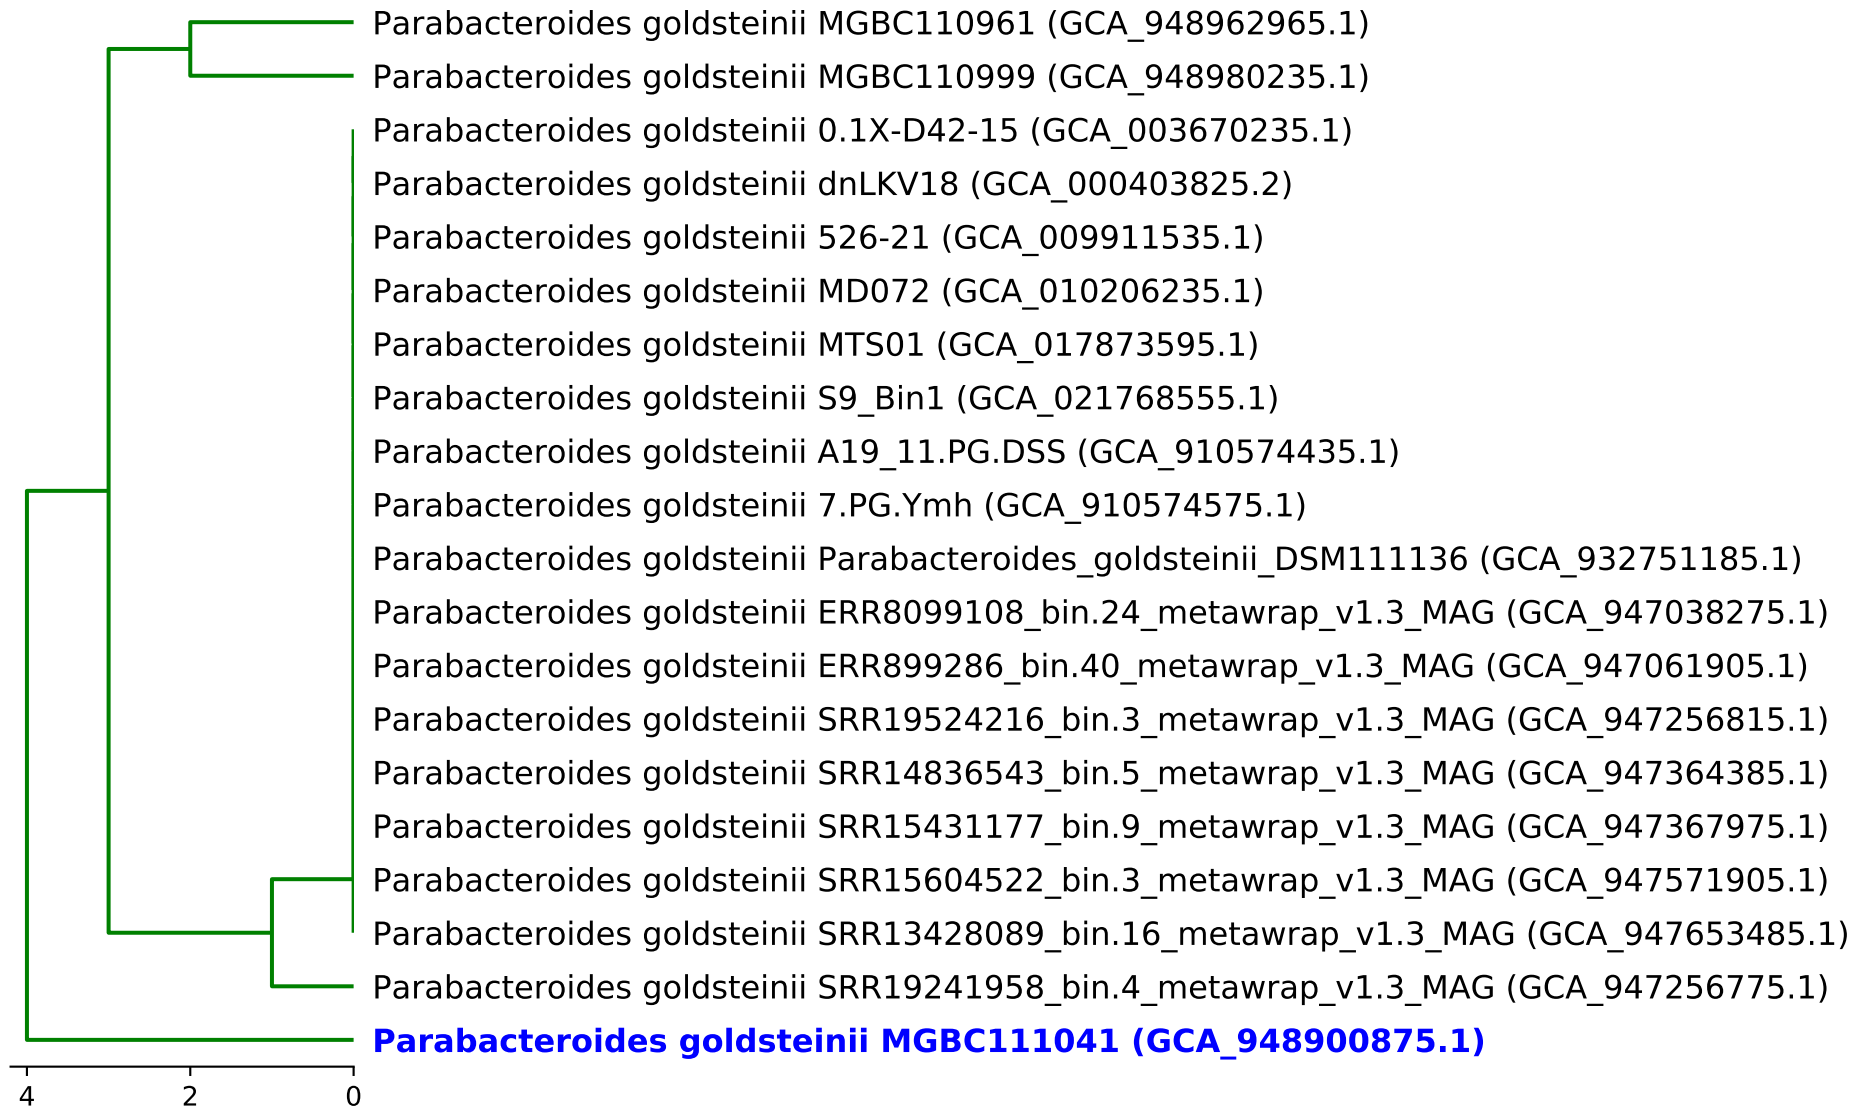 Parabacteroides goldsteinii MGBC110961 (GCA_948962965.1)
Parabacteroides goldsteinii MGBC110999 (GCA_948980235.1)
Parabacteroides goldsteinii 0.1X-D42-15 (GCA_003670235.1)
Parabacteroides goldsteinii dnLKV18 (GCA_000403825.2)
Parabacteroides goldsteinii 526-21 (GCA_009911535.1)
Parabacteroides goldsteinii MD072 (GCA_010206235.1)
Parabacteroides goldsteinii MTS01 (GCA_017873595.1)
Parabacteroides goldsteinii S9_Bin1 (GCA_021768555.1)
Parabacteroides goldsteinii A19_11.PG.DSS (GCA_910574435.1)
Parabacteroides goldsteinii 7.PG.Ymh (GCA_910574575.1)
Parabacteroides goldsteinii Parabacteroides_goldsteinii_DSM111136 (GCA_932751185.1)
Parabacteroides goldsteinii ERR8099108_bin.24_metawrap_v1.3_MAG (GCA_947038275.1)
Parabacteroides goldsteinii ERR899286_bin.40_metawrap_v1.3_MAG (GCA_947061905.1)
Parabacteroides goldsteinii SRR19524216_bin.3_metawrap_v1.3_MAG (GCA_947256815.1)
Parabacteroides goldsteinii SRR14836543_bin.5_metawrap_v1.3_MAG (GCA_947364385.1)
Parabacteroides goldsteinii SRR15431177_bin.9_metawrap_v1.3_MAG (GCA_947367975.1)
Parabacteroides goldsteinii SRR15604522_bin.3_metawrap_v1.3_MAG (GCA_947571905.1)
Parabacteroides goldsteinii SRR13428089_bin.16_metawrap_v1.3_MAG (GCA_947653485.1)
Parabacteroides goldsteinii SRR19241958_bin.4_metawrap_v1.3_MAG (GCA_947256775.1)
Parabacteroides goldsteinii MGBC111041 (GCA_948900875.1)
4 2 0